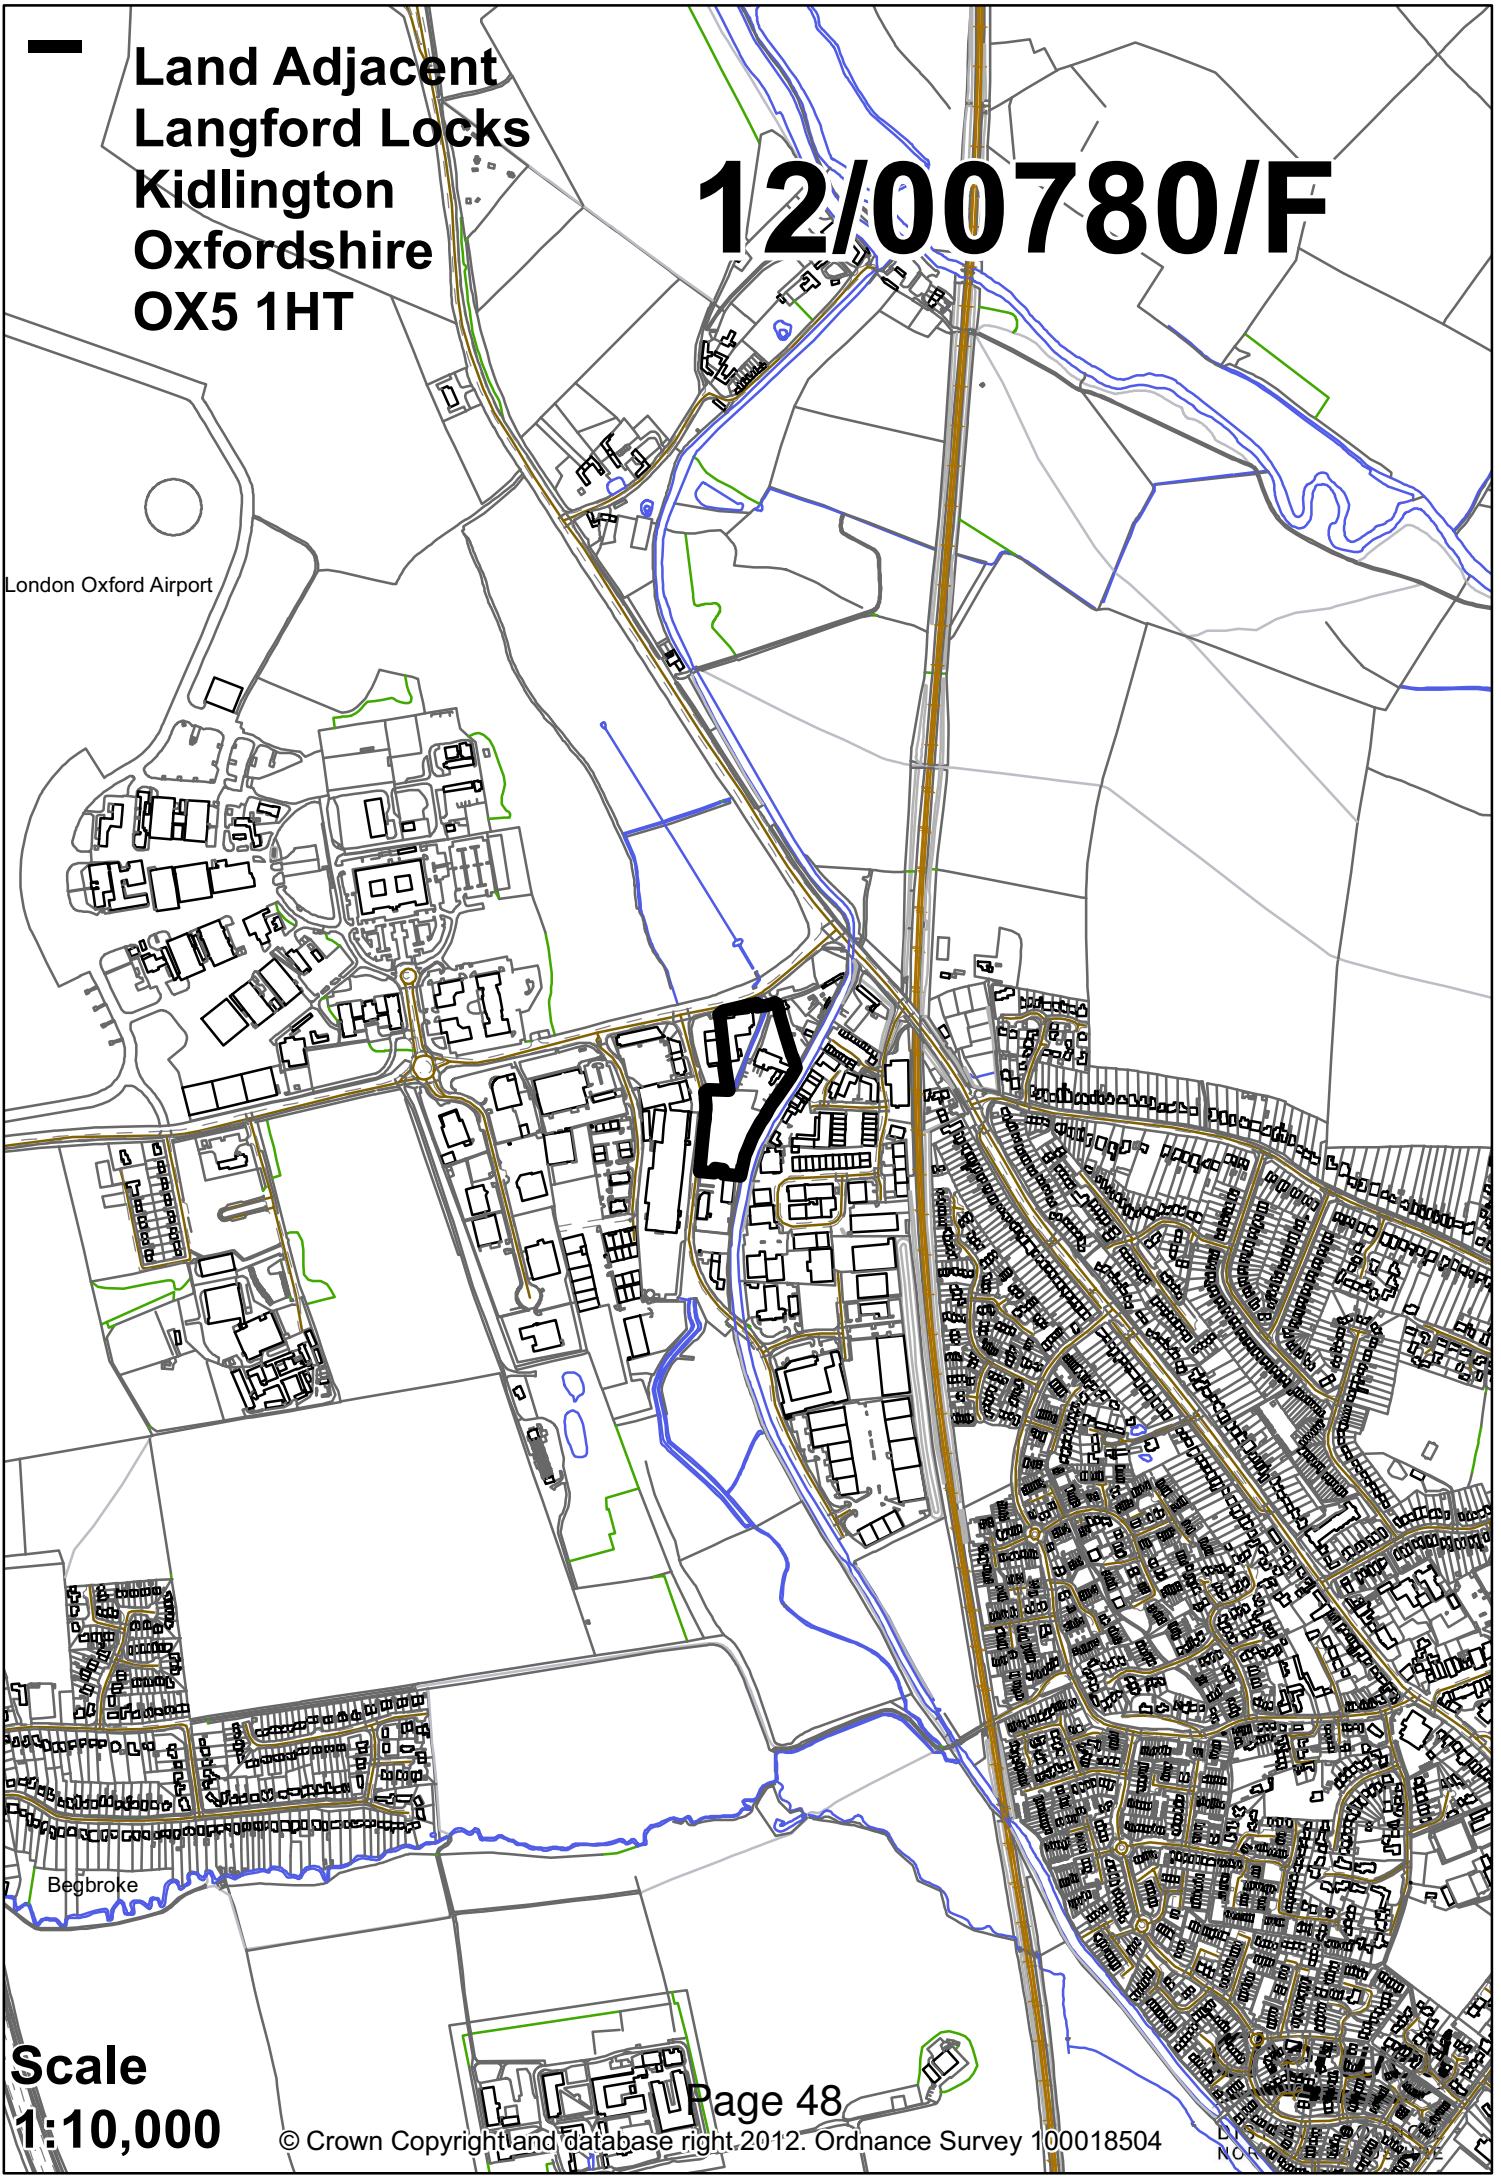 Land Adjacent
Langford Locks
Kidlington
Oxfordshire
OX5 1HT
12/00780/F
London Oxford Airport
Begbroke
Scale
1:10,000
Page 48
© Crown Copyright and database right 2012. Ordnance Survey 100018504